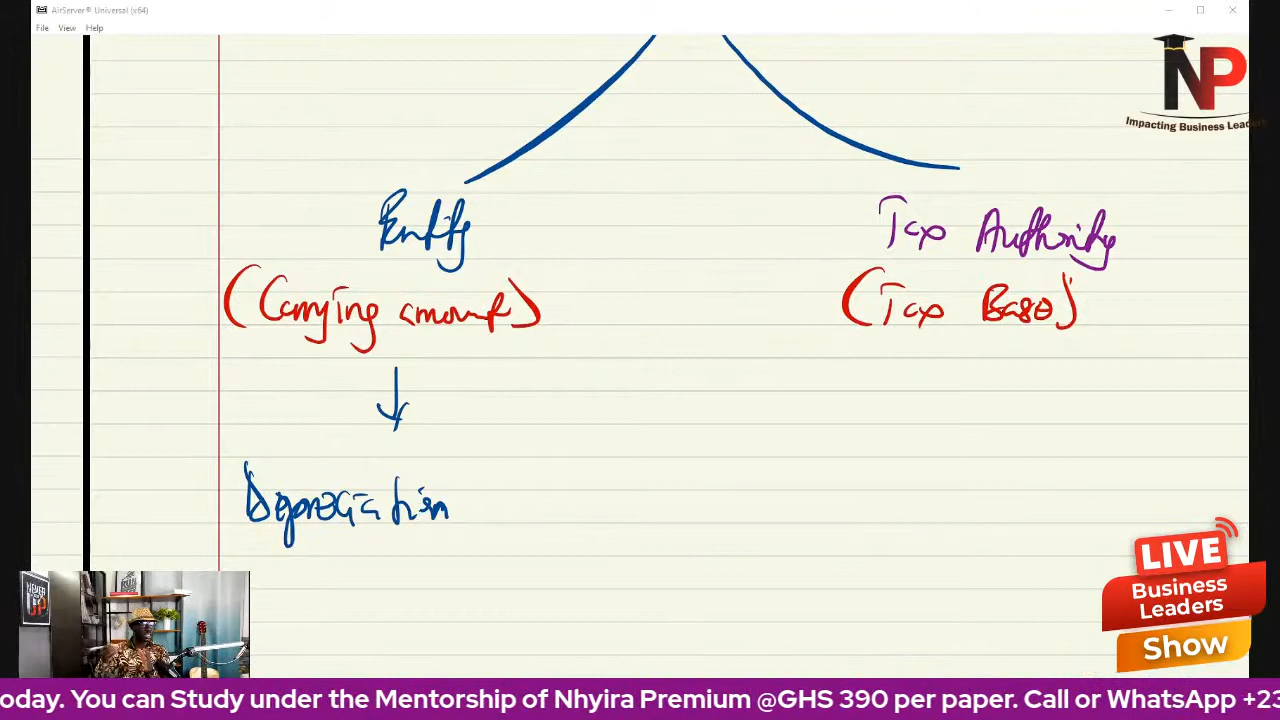 AirServer® Universal (x64)
File View Help
NP
Impacting Business Leaders
Entity
Tax Authority
(Carrying amount)
(Tax Base)
Depreciation
LIVE
Business
Leaders
Show
oday. You can Study under the Mentorship of Nhyira Premium @GHS 390 per paper. Call or WhatsApp +23